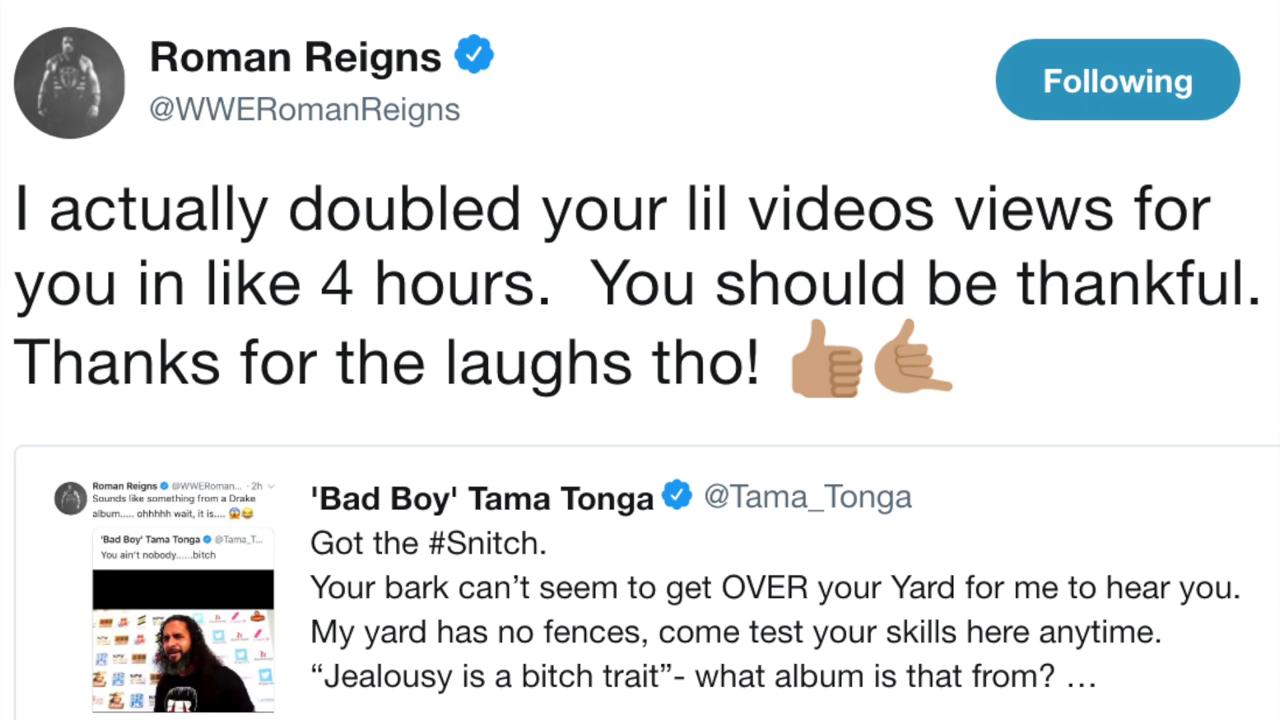 Roman Reigns
@WWERomanReigns
Following
I actually doubled your lil videos views for
you in like 4 hours. You should be thankful.
Thanks for the laughs tho! 👍🏽🤙🏽
Roman Reigns @WWERoman... · 2h
Sounds like something from a Drake
album..... ohhhhh wait, it is.... 😱😂
'Bad Boy' Tama Tonga @Tama_T...
You ain't nobody......bitch
'Bad Boy' Tama Tonga @Tama_Tonga
Got the #Snitch.
Your bark can’t seem to get OVER your Yard for me to hear you.
My yard has no fences, come test your skills here anytime.
“Jealousy is a bitch trait”- what album is that from? …